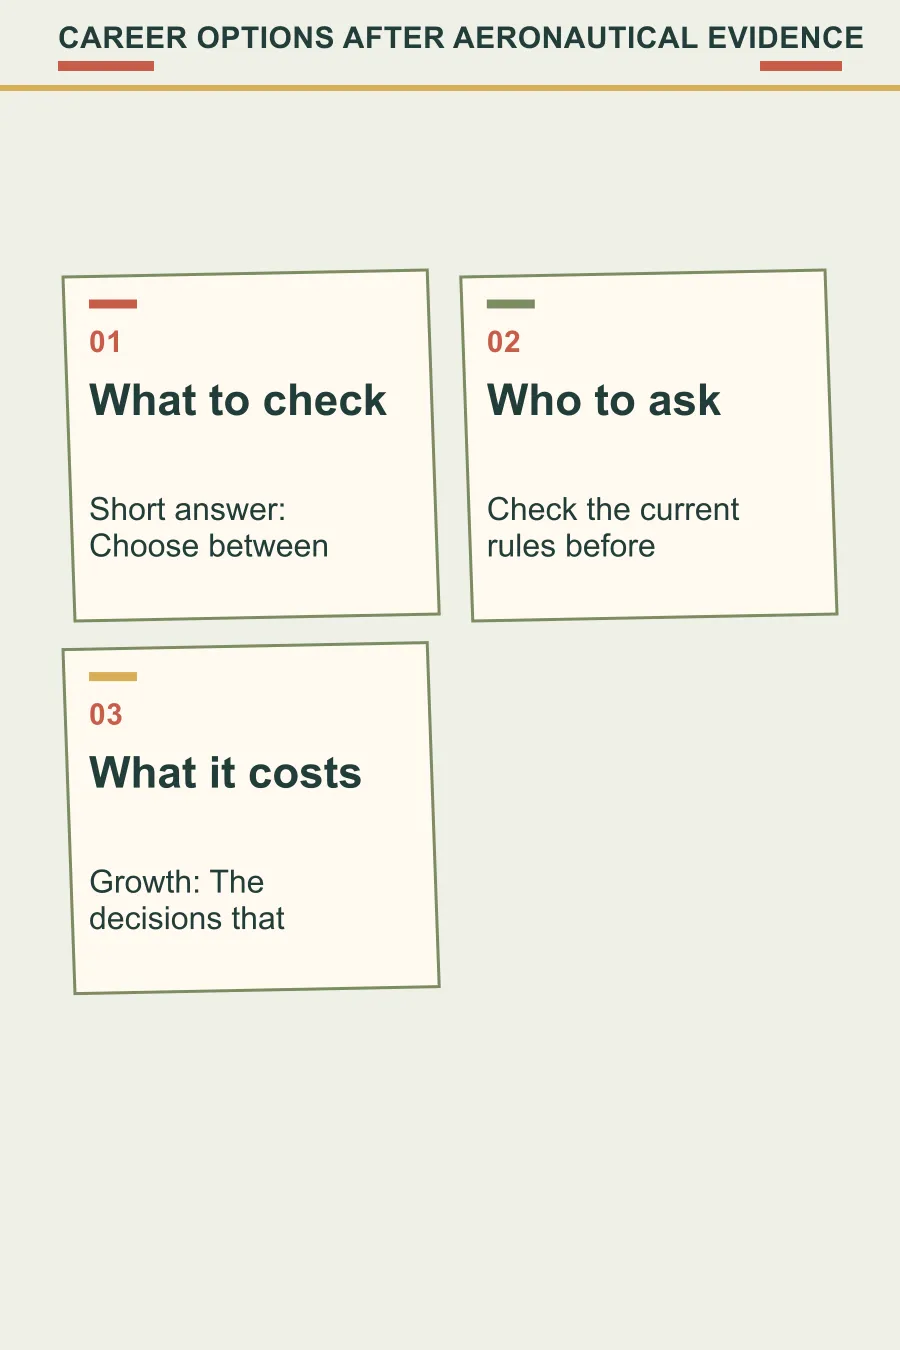 CAREER OPTIONS AFTER AERONAUTICAL EVIDENCE
01
What to check
Short answer:
Choose between
02
Who to ask
Check the current
rules before
03
What it costs
Growth: The
decisions that